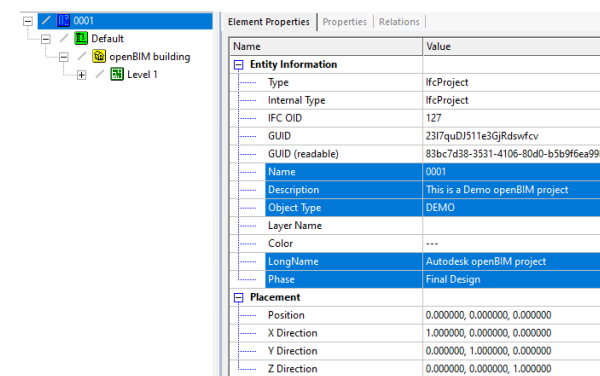 0001
Default
openBIM building
Level 1
Element Properties Properties Relations
Name Value
Entity Information
Type IfcProject
Internal Type IfcProject
IFC OID 127
GUID 23I7quDJ511e3GjRdswfcv
GUID (readable) 83bc7d38-3531-4106-80d0-b5b9f6ea99
Name 0001
Description This is a Demo openBIM project
Object Type DEMO
Layer Name
Color ---
LongName Autodesk openBIM project
Phase Final Design
Placement
Position 0.000000, 0.000000, 0.000000
X Direction 1.000000, 0.000000, 0.000000
Y Direction 0.000000, 1.000000, 0.000000
Z Direction 0.000000, 0.000000, 1.000000